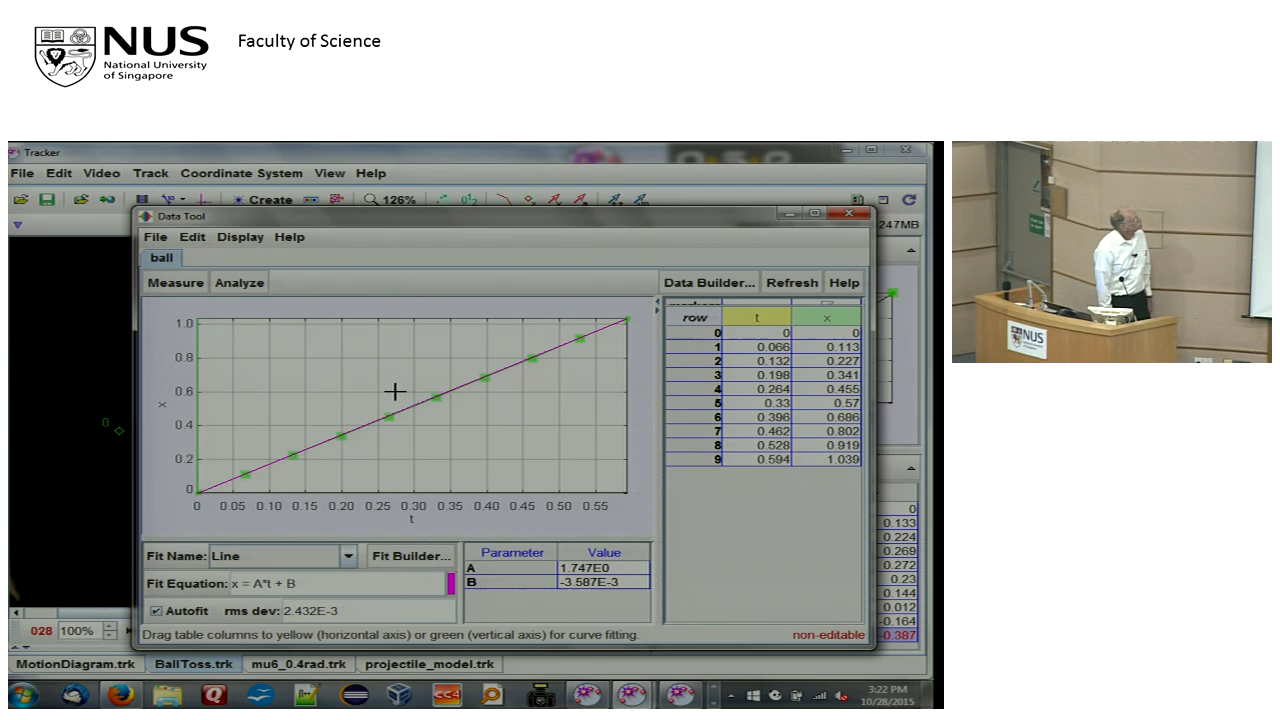 NUS
National University
of Singapore
Faculty of Science
Tracker
File Edit Video Track Coordinate System View Help
Create 126%
247MB
Data Tool
File Edit Display Help
ball
Measure Analyze
Data Builder... Refresh Help
row t x
0 0 0
1 0.066 0.113
2 0.132 0.227
3 0.198 0.341
4 0.264 0.455
5 0.33 0.57
6 0.396 0.686
7 0.462 0.802
8 0.528 0.919
9 0.594 1.039
1.0
0.8
0.6
x
0.4
0.2
0
0 0.05 0.10 0.15 0.20 0.25 0.30 0.35 0.40 0.45 0.50 0.55
t
0
Fit Name: Line Fit Builder...
Fit Equation: x = A*t + B
Autofit rms dev: 2.432E-3
Parameter Value
A 1.747E0
B -3.587E-3
Drag table columns to yellow (horizontal axis) or green (vertical axis) for curve fitting.
non-editable
0
0.133
0.224
0.269
0.272
0.23
0.144
0.012
-0.164
-0.387
028 100%
MotionDiagram.trk BallToss.trk mu6_0.4rad.trk projectile_model.trk
CC4
3:22 PM
10/28/2015
NUS